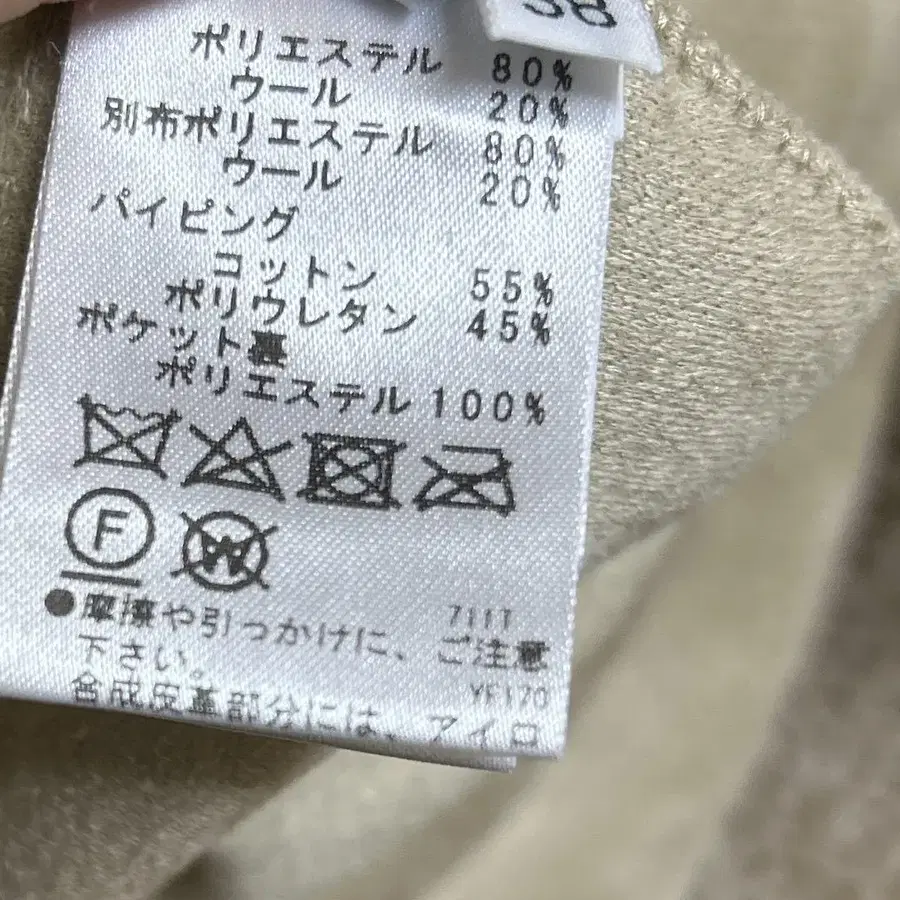 38
ポリエステル 80%
ウール 20%
別布ポリエステル 80%
ウール 20%
パイピング
コットン 55%
ポリウレタン 45%
ポケット裏
ポリエステル 100%
F
W
●摩擦や引っかけに、ご注意
7117
下さい。
YF170
合成皮革部分には、アイロ